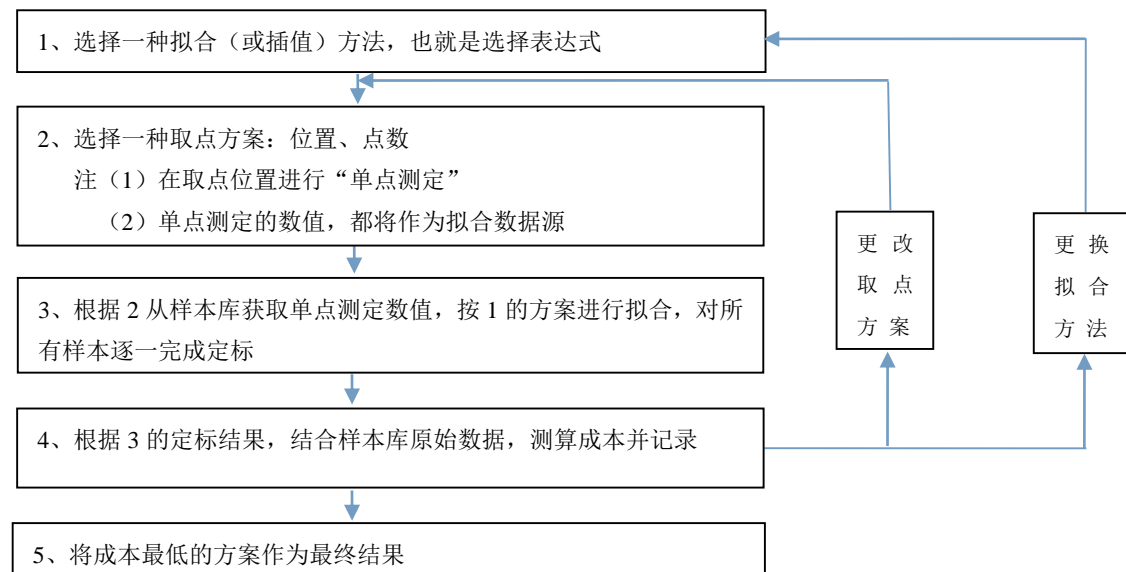 1、选择一种拟合（或插值）方法，也就是选择表达式
2、选择一种取点方案：位置、点数
注（1）在取点位置进行“单点测定”
（2）单点测定的数值，都将作为拟合数据源
3、根据 2 从样本库获取单点测定数值，按 1 的方案进行拟合，对所
有样本逐一完成定标
4、根据 3 的定标结果，结合样本库原始数据，测算成本并记录
5、将成本最低的方案作为最终结果
更 改
取 点
方 案
更 换
拟 合
方 法